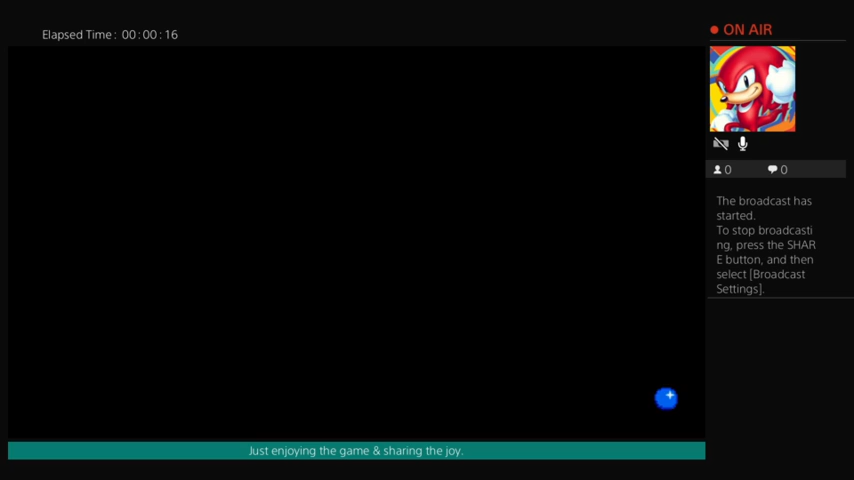 Elapsed Time: 00:00:16
ON AIR
0 0
The broadcast has
started.
To stop broadcasti
ng, press the SHAR
E button, and then
select [Broadcast
Settings].
Just enjoying the game & sharing the joy.